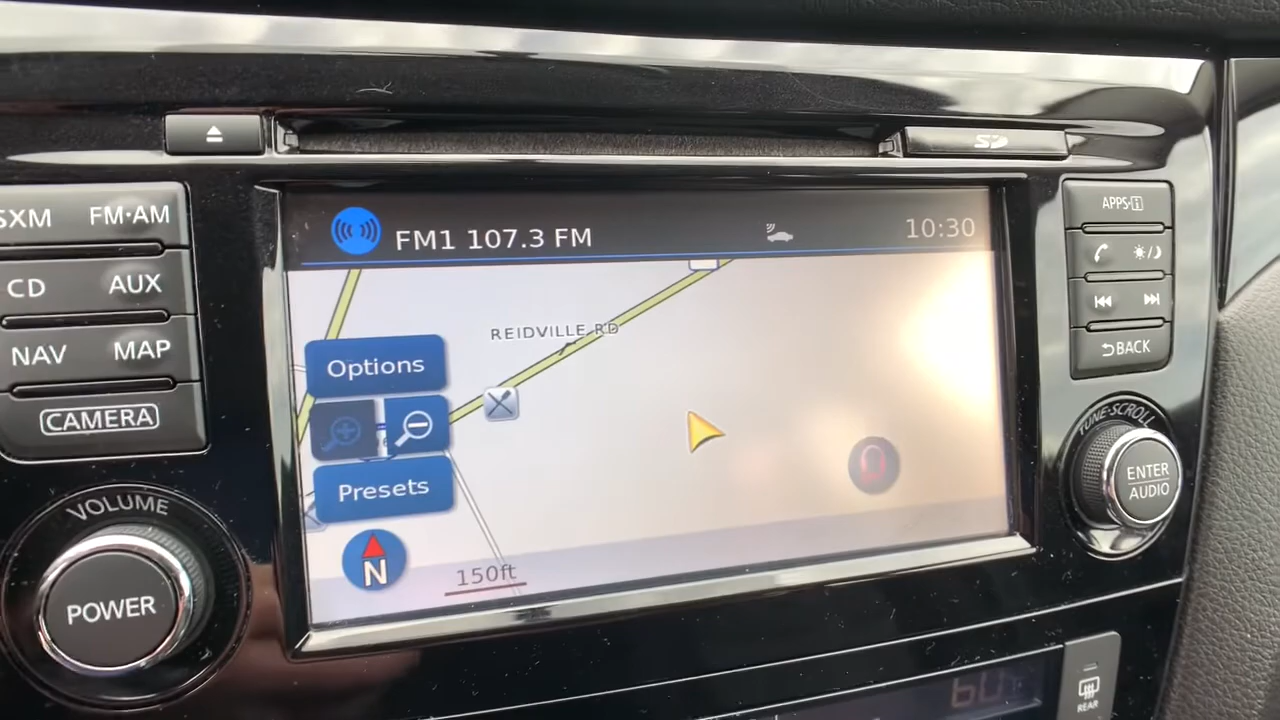 SD
SXM FM·AM
APPS·i
FM1 107.3 FM 10:30
CD AUX
REIDVILLE RD
NAV MAP
BACK
Options
CAMERA
TUNE·SCROLL
ENTER
AUDIO
Presets
VOLUME
POWER
N
150ft
60
REAR